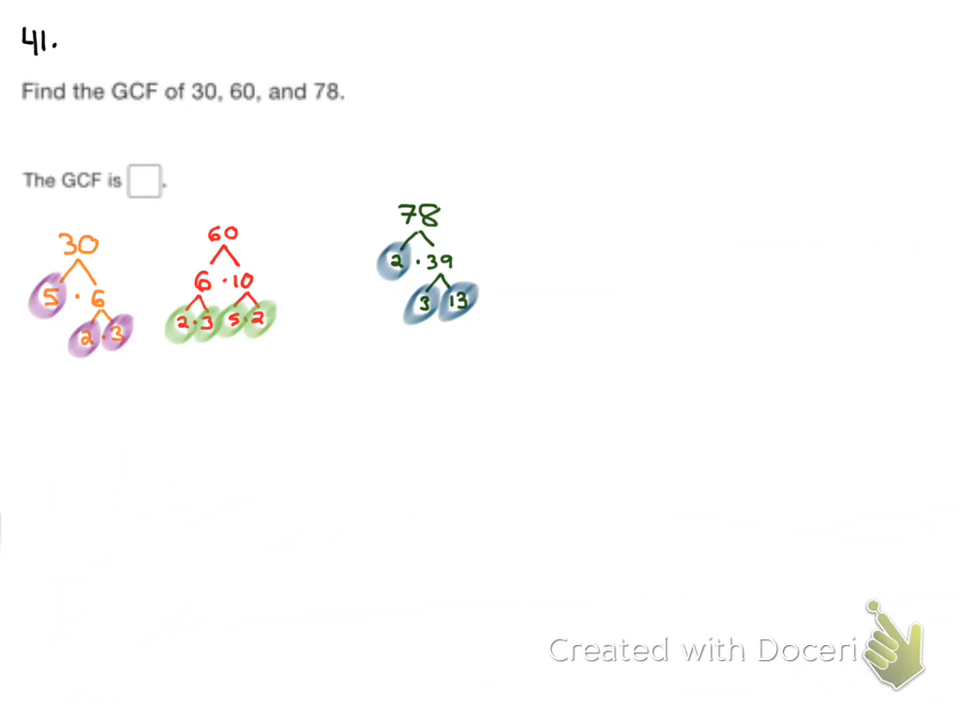 41.
Find the GCF of 30, 60, and 78.
The GCF is .
30
5 · 6
2 · 3
60
6 · 10
2 · 3 5 · 2
78
2 · 39
3 13
Created with Doceri